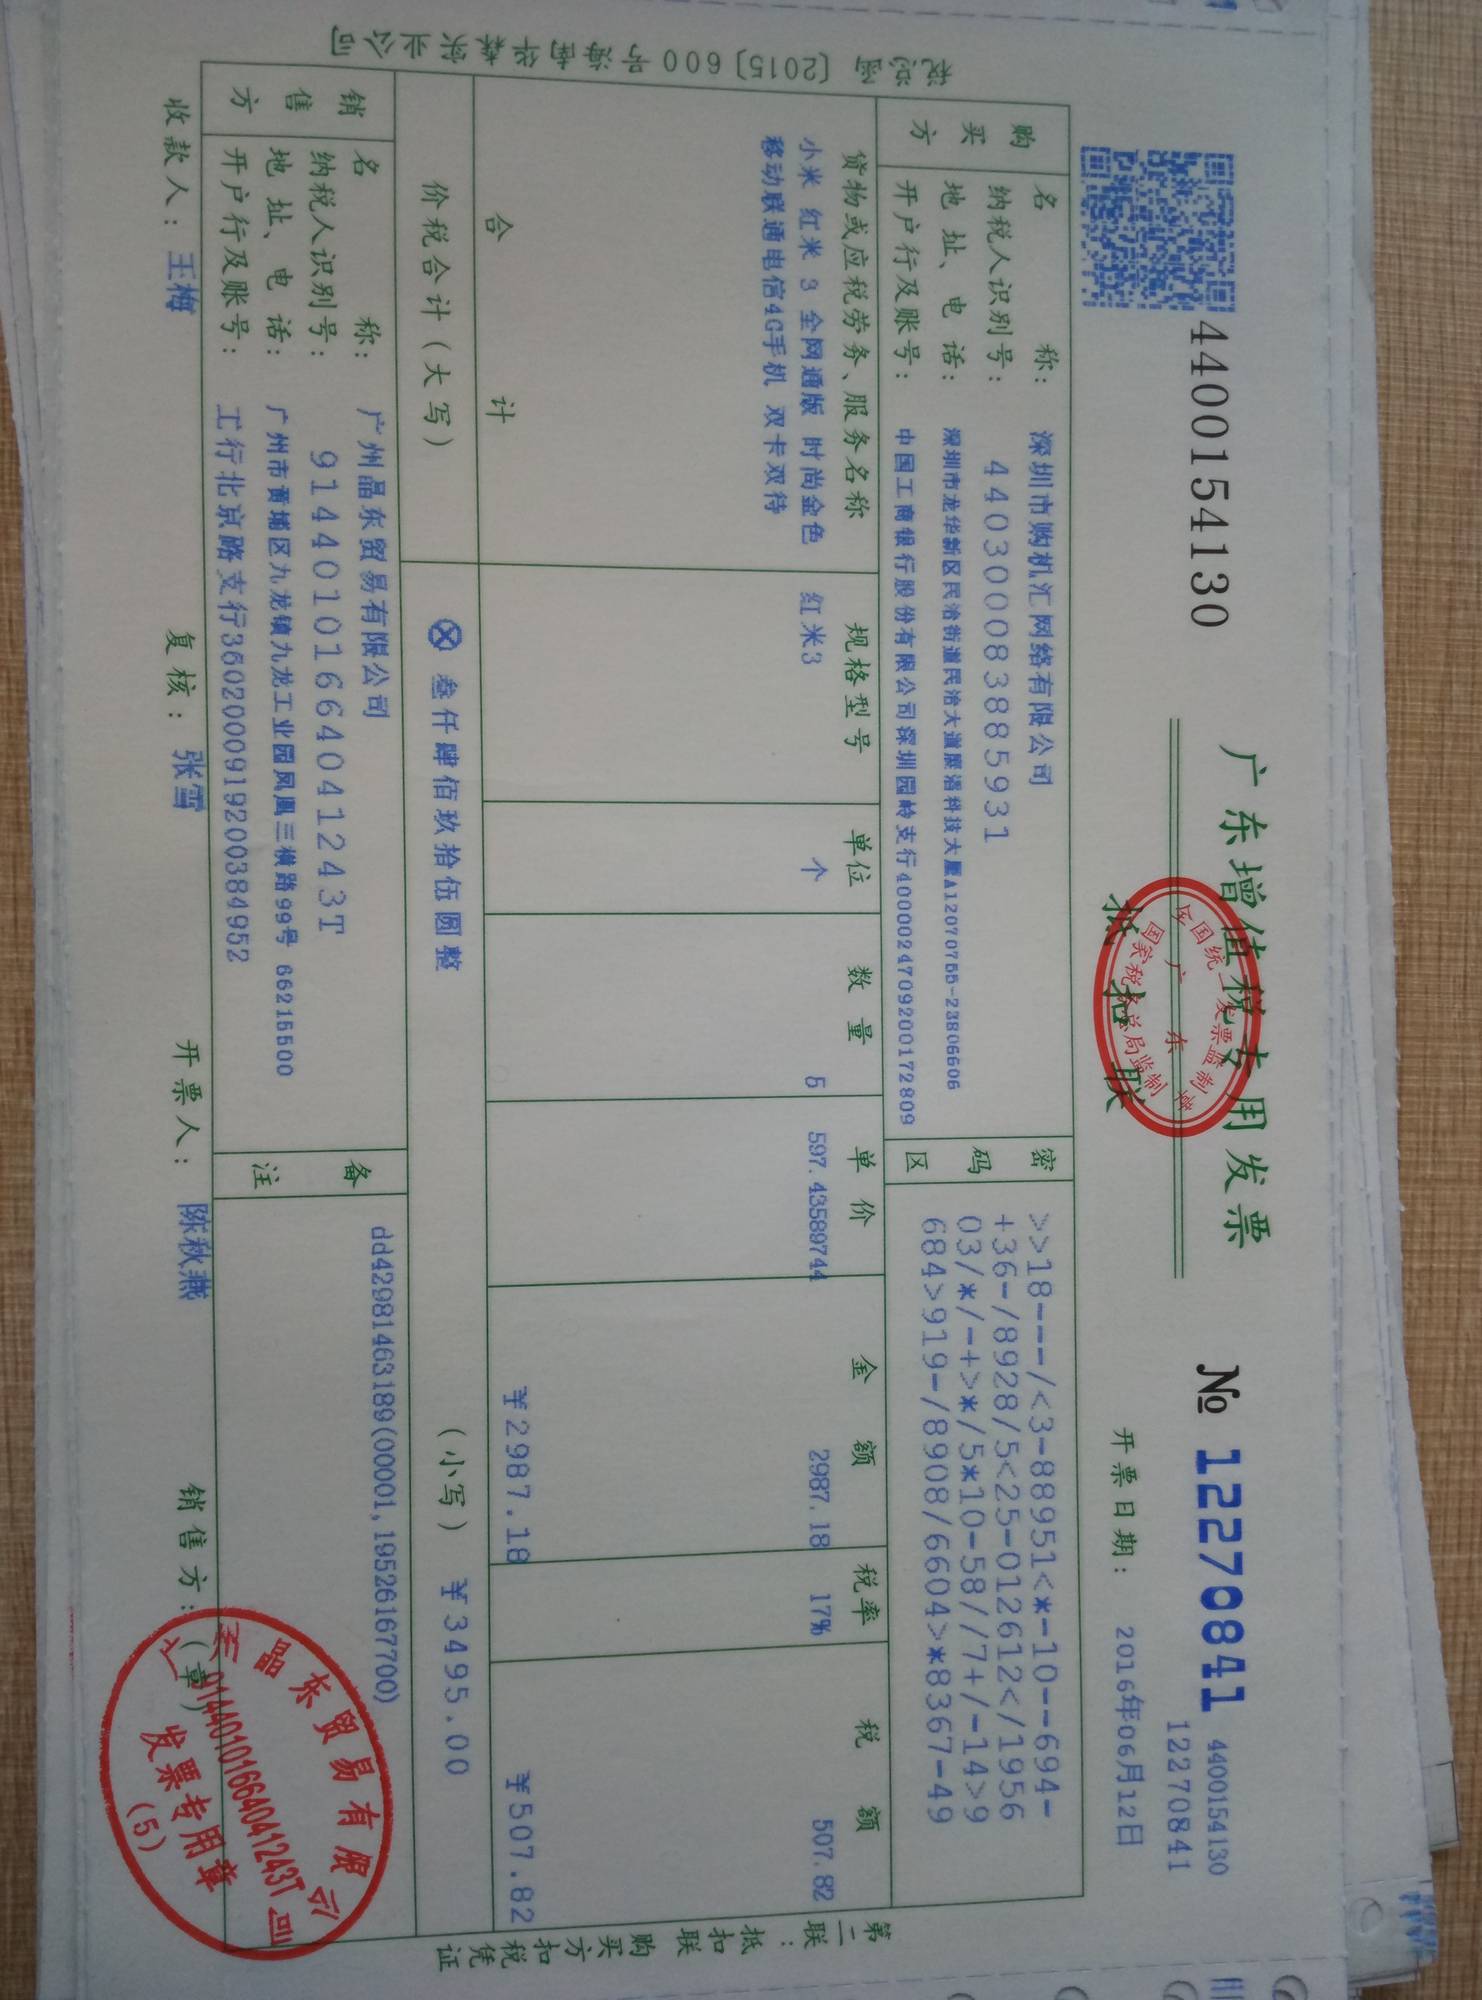 4400154130
广东增值税专用发票
№ 12270841
4400154130
12270841
抵扣联
开票日期: 2016年06月12日
全国统一发票监制章
广东
国家税务总局监制
税总函〔2015〕600号海南华森实业公司
购买方
名称: 深圳市购机汇网络有限公司
纳税人识别号: 440300083885931
地址、电话: 深圳市龙华新区民治街道民治大道展滔科技大厦A12070755-23806606
开户行及账号: 中国工商银行股份有限公司深圳园岭支行4000024709200172809
密码区
>>18---/<3-88951<*-10--694-
+36-/8928/5<25-012612</1956
03/*/-+>*/5*10-58//7+/-14>9
684>919-/8908/6604>*8367-49
货物或应税劳务、服务名称 规格型号 单位 数量 单价 金额 税率 税额
小米 红米 3 全网通版 时尚金色 红米3 个 5 597.43589744 2987.18 17% 507.82
移动联通电信4G手机 双卡双待
合计 ¥2987.18 ¥507.82
价税合计(大写) ⊗ 叁仟肆佰玖拾伍圆整 (小写) ¥3495.00
销售方
名称: 广州晶东贸易有限公司
纳税人识别号: 91440101664041243T
地址、电话: 广州市黄埔区九龙镇九龙工业园凤凰三横路99号 66215500
开户行及账号: 工行北京路支行3602000919200384952
备注
dd42981463189(00001,19526167700)
收款人: 王梅 复核: 张雪 开票人: 陈秋燕 销售方:(章)
广州晶东贸易有限公司
91440101664041243T
发票专用章
(5)
第二联:抵扣联 购买方扣税凭证